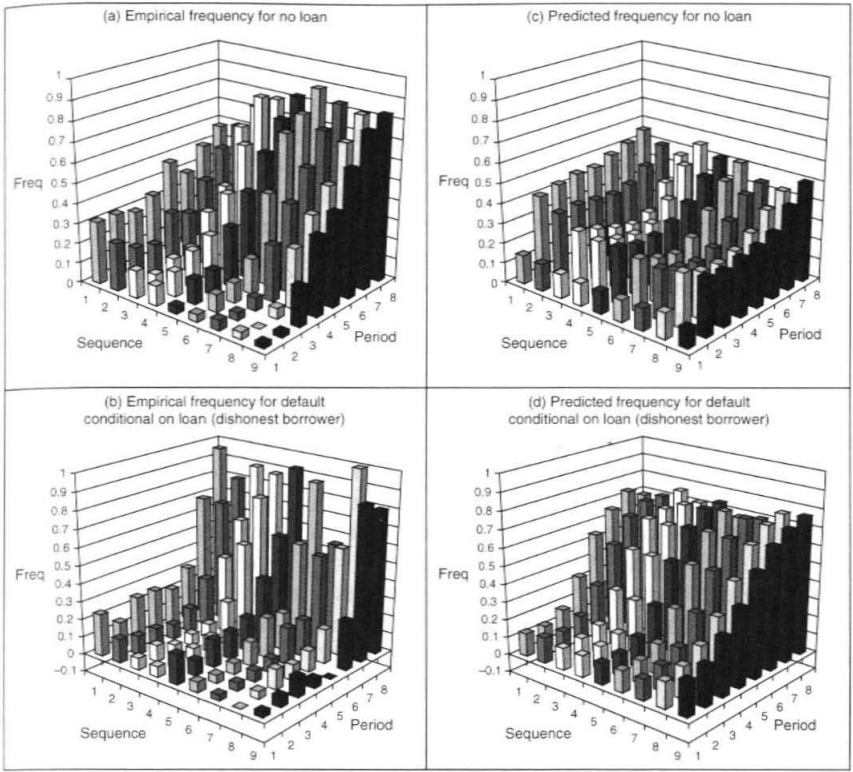 (a) Empirical frequency for no loan
1
0.9
0.8
0.7
0.6
Freq 0.5
0.4
0.3
0.2
0.1
0
1 2 3 4 5 6 7 8 9
Sequence
1 2 3 4 5 6 7 8
Period
(c) Predicted frequency for no loan
1
0.9
0.8
0.7
0.6
Freq 0.5
0.4
0.3
0.2
0.1
0
1 2 3 4 5 6 7 8 9
Sequence
1 2 3 4 5 6 7 8
Period
(b) Empirical frequency for default
conditional on loan (dishonest borrower)
1
0.9
0.8
0.7
0.6
0.5
Freq 0.4
0.3
0.2
0.1
0
−0.1
1 2 3 4 5 6 7 8 9
Sequence
1 2 3 4 5 6 7 8
Period
(d) Predicted frequency for default
conditional on loan (dishonest borrower)
1
0.9
0.8
0.7
0.6
0.5
Freq 0.4
0.3
0.2
0.1
0
−0.1
1 2 3 4 5 6 7 8 9
Sequence
1 2 3 4 5 6 7 8
Period